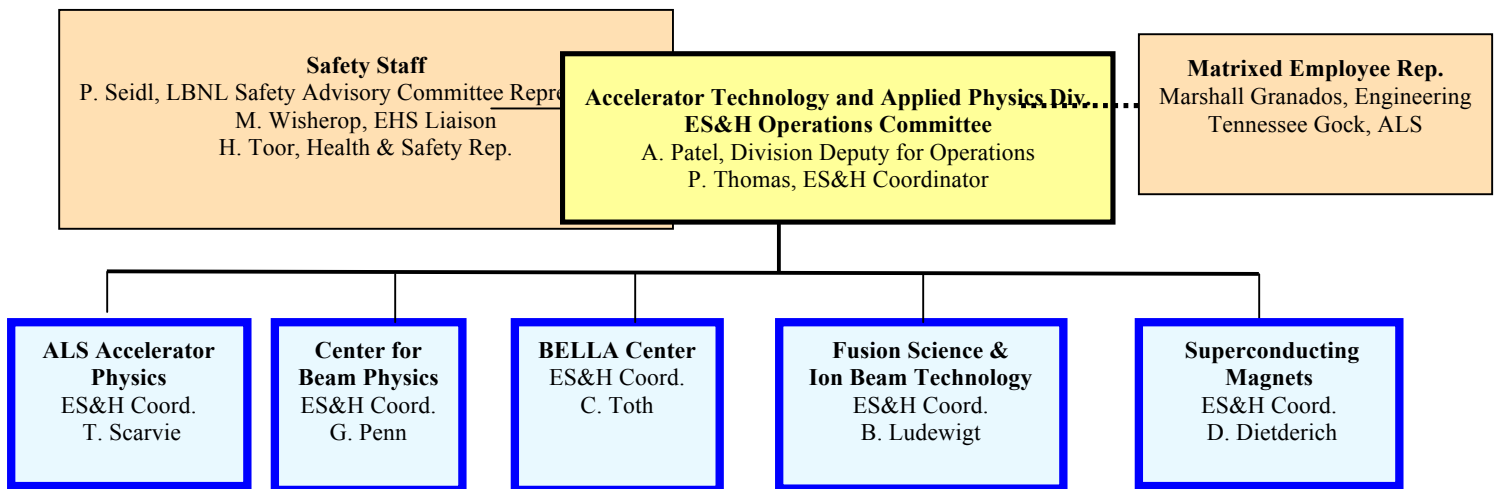 Safety Staff
P. Seidl, LBNL Safety Advisory Committee
M. Wisherop, EHS Liaison
H. Toor, Health & Safety Rep.
Accelerator Technology and Applied Physics Div.
ES&H Operations Committee
A. Patel, Division Deputy for Operations
P. Thomas, ES&H Coordinator
Matrixed Employee Rep.
Marshall Granados, Engineering
Tennessee Gock, ALS
ALS Accelerator
Physics
ES&H Coord.
T. Scarvie
Center for
Beam Physics
ES&H Coord.
G. Penn
BELLA Center
ES&H Coord.
C. Toth
Fusion Science &
Ion Beam Technology
ES&H Coord.
B. Ludewigt
Superconducting
Magnets
ES&H Coord.
D. Dietderich